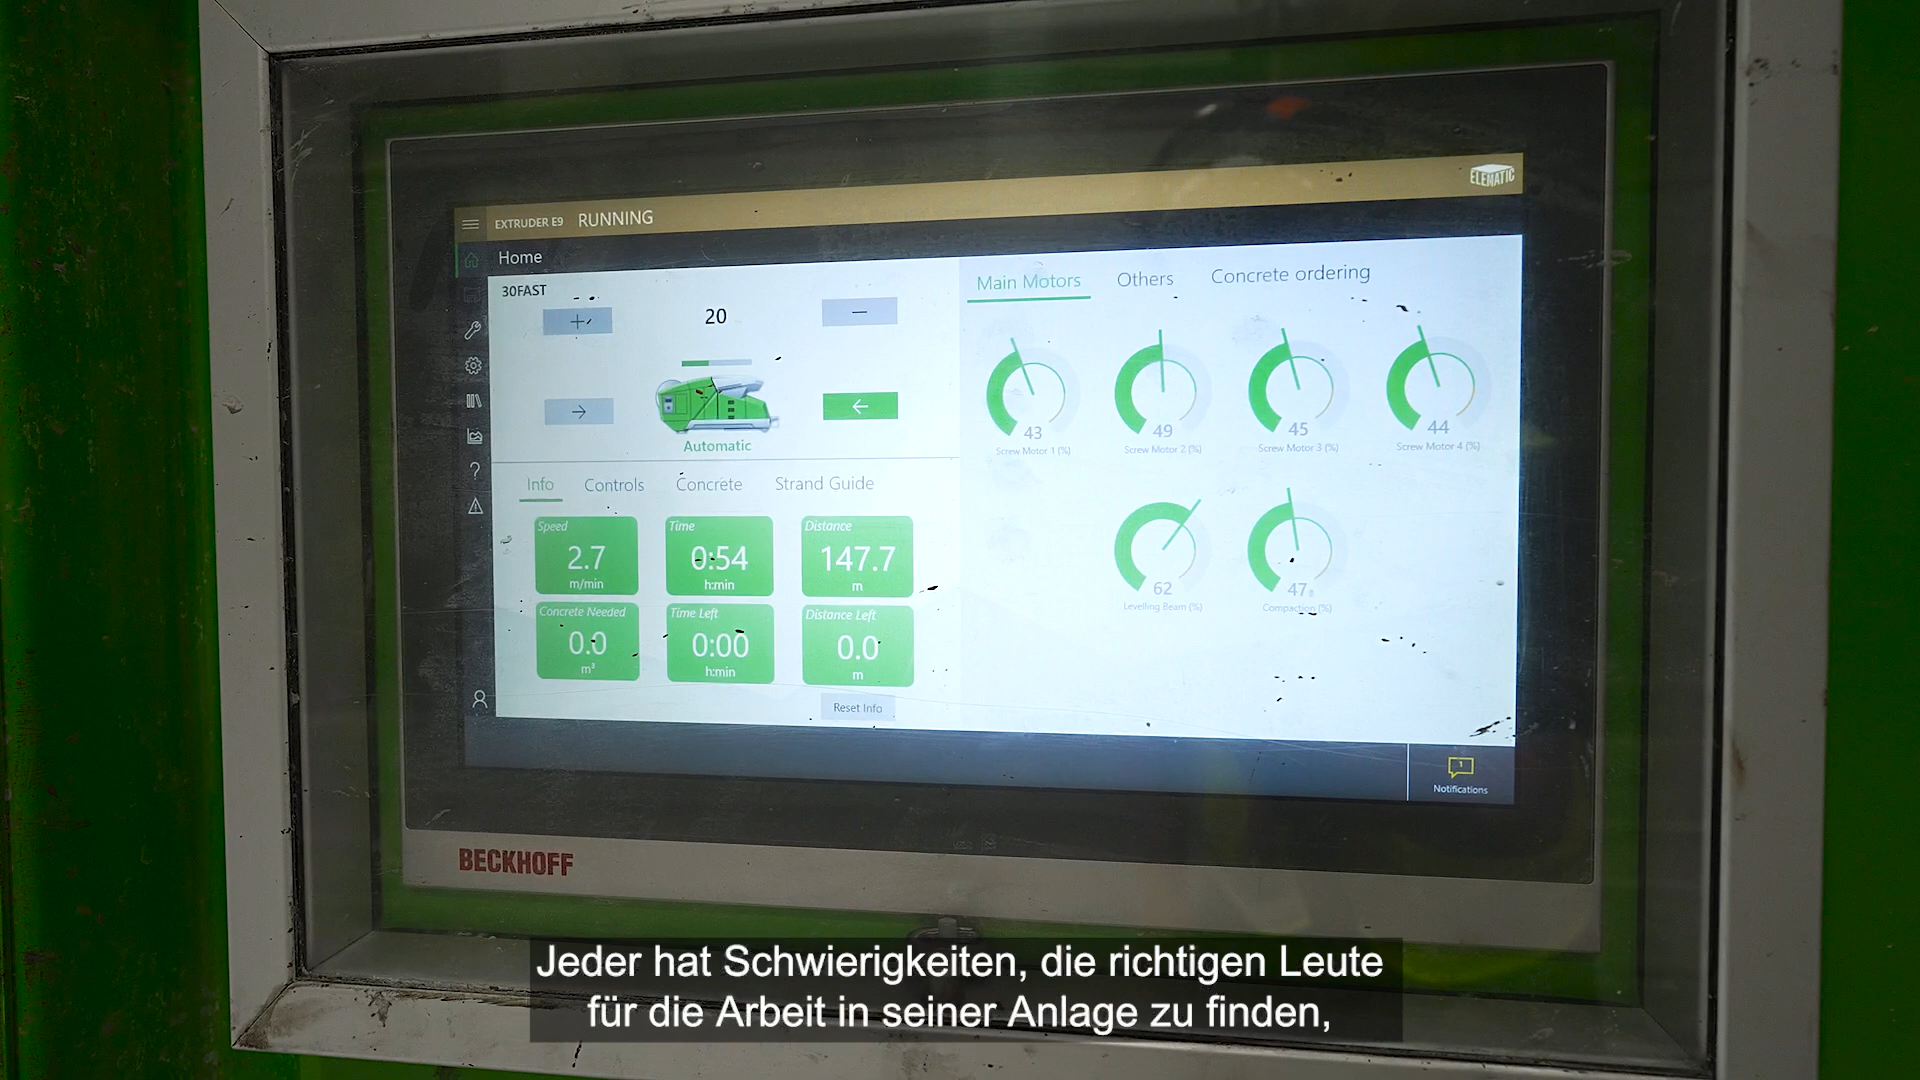 ELEMATIC
EXTRUDER E9 RUNNING
Home
30FAST
+ 20 −
→ ←
Automatic
Info Controls Concrete Strand Guide
Speed Time Distance
2.7 0:54 147.7
m/min h:min m
Concrete Needed Time Left Distance Left
0.0 0:00 0.0
m³ h:min m
Reset Info
Main Motors Others Concrete ordering
43 49 45 44
Screw Motor 1 (%) Screw Motor 2 (%) Screw Motor 3 (%) Screw Motor 4 (%)
62 47
Levelling Beam (%) Compaction (%)
1
Notifications
BECKHOFF
Jeder hat Schwierigkeiten, die richtigen Leute
für die Arbeit in seiner Anlage zu finden,